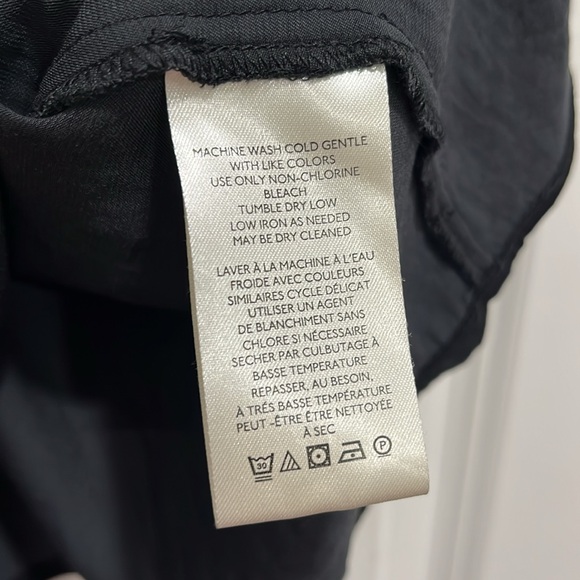 MACHINE WASH COLD GENTLE
WITH LIKE COLORS
USE ONLY NON-CHLORINE
BLEACH
TUMBLE DRY LOW
LOW IRON AS NEEDED
MAY BE DRY CLEANED
LAVER À LA MACHINE À L'EAU
FROIDE AVEC COULEURS
SIMILAIRES CYCLE DÉLICAT
UTILISER UN AGENT
DE BLANCHIMENT SANS
CHLORE SI NÉCESSAIRE
SECHER PAR CULBUTAGE À
BASSE TEMPERATURE
REPASSER, AU BESOIN,
À TRÉS BASSE TEMPÉRATURE
PEUT -ÊTRE ÊTRE NETTOYÉE
À SEC
30 P